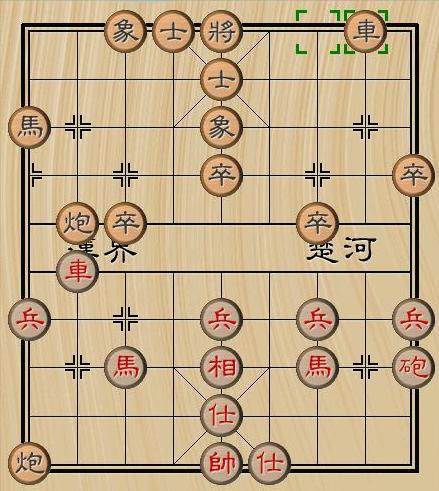 象 士 將 車
士
馬 象
卒 卒
炮 卒 卒
漢界 楚河
車
兵 兵 兵 兵
馬 相 馬 砲
仕
炮 帥 仕